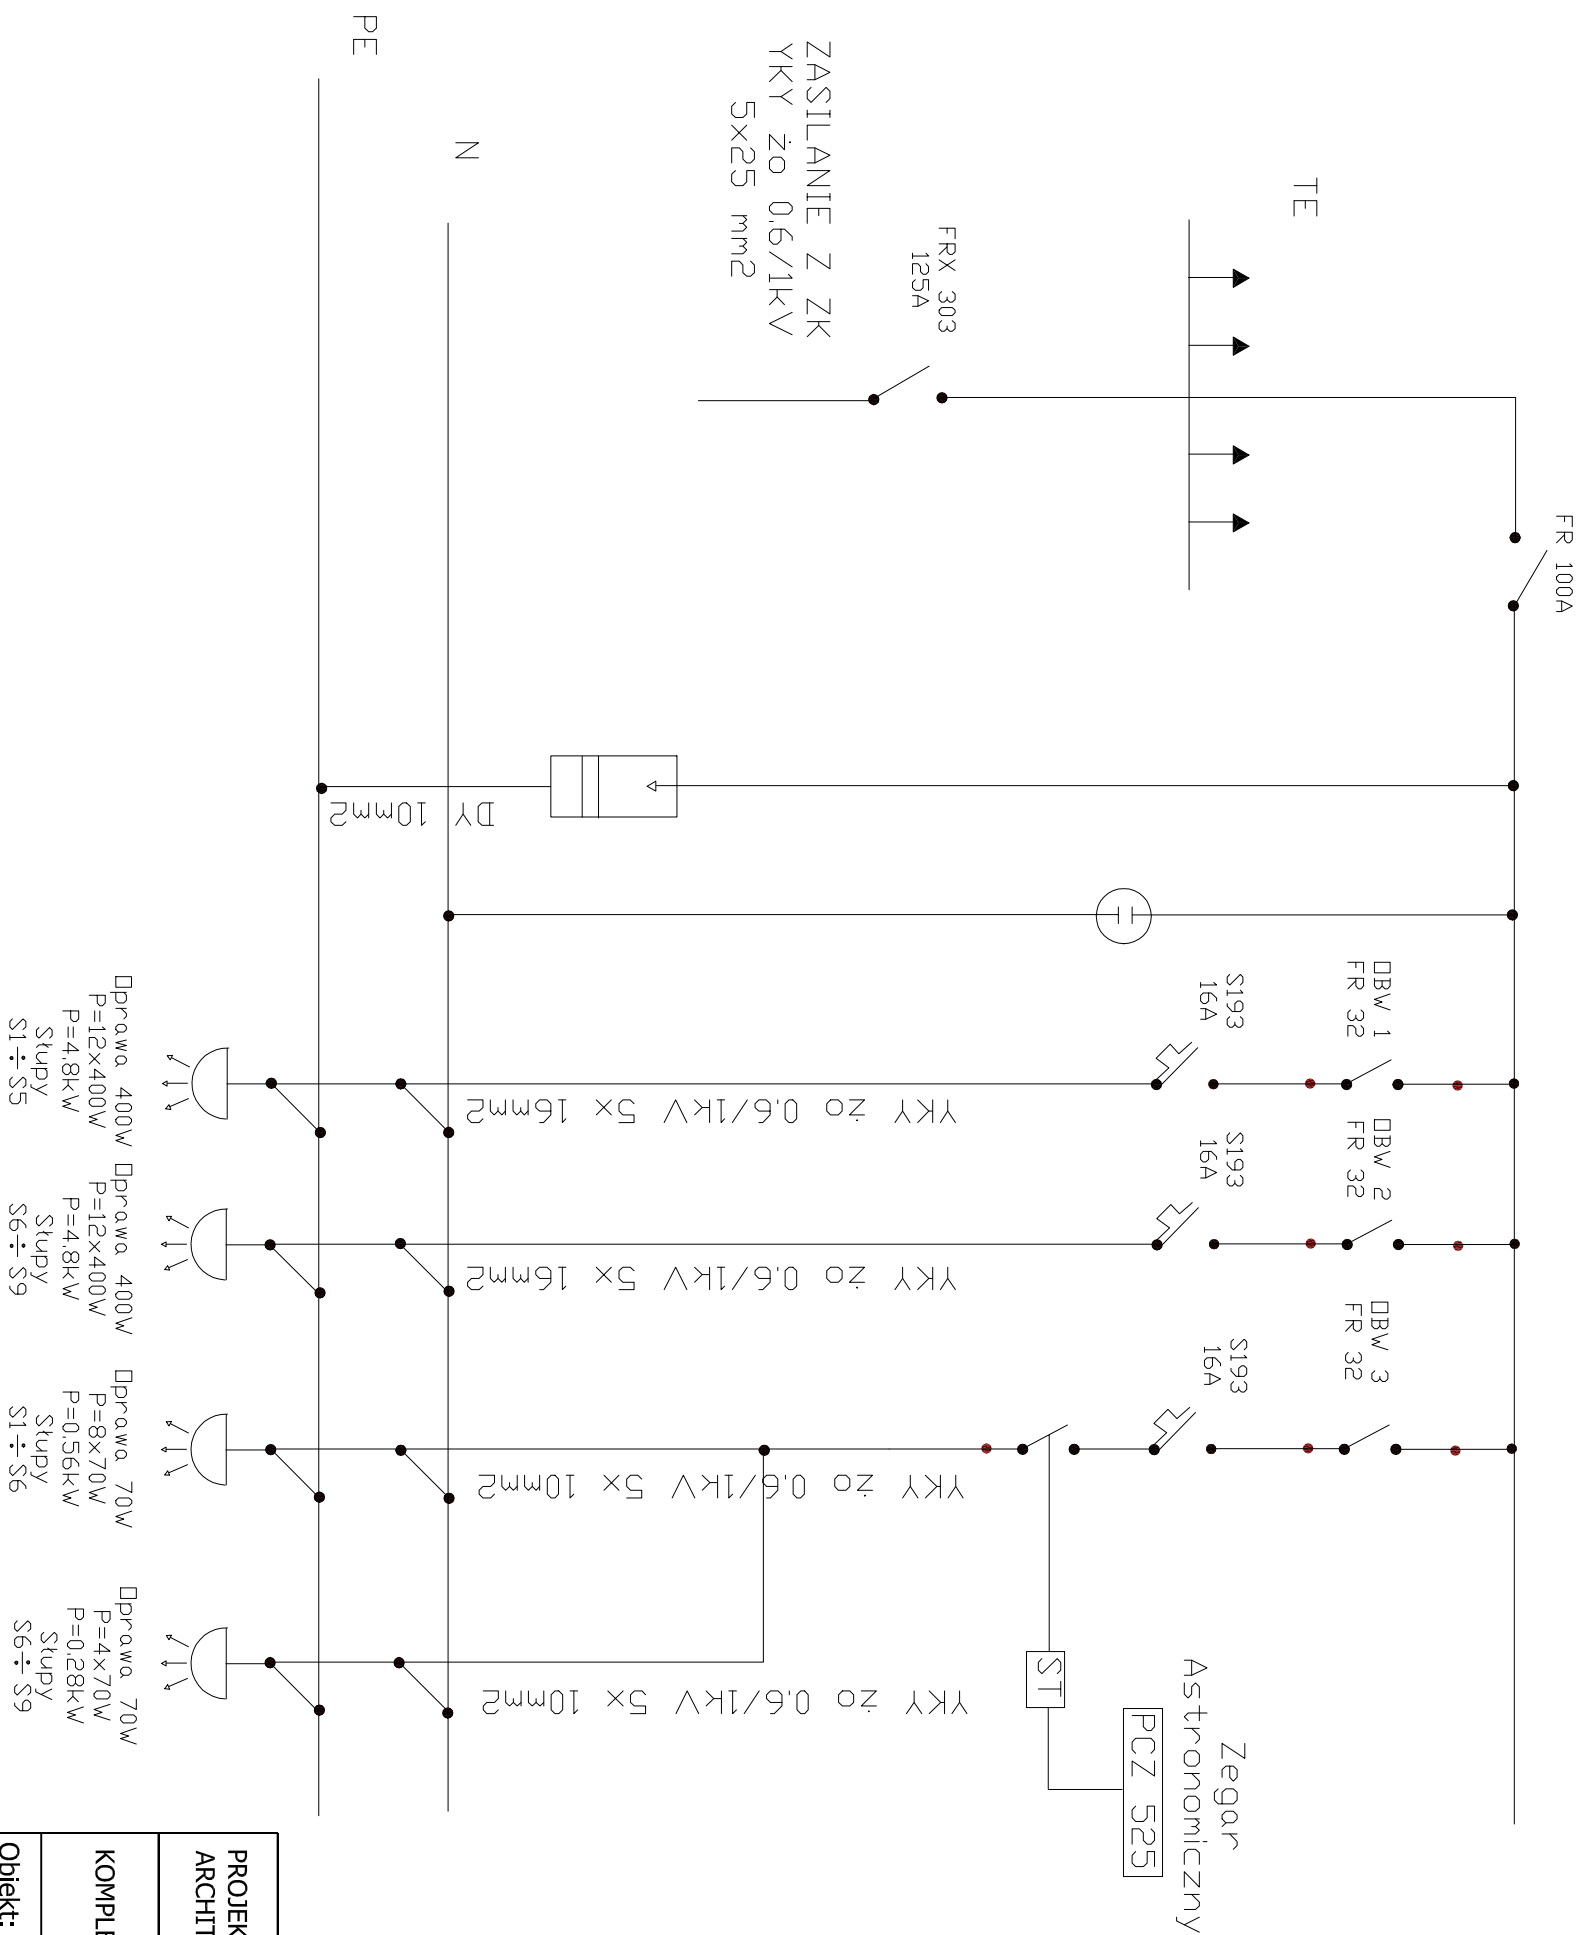 TE
FR 100A
FRX 303
125A
ZASILANIE Z ZK
YKY żo 0.6/1kV
5x25 mm2
N
PE
DY 10mm2
OBW 1
FR 32
S193
16A
YKY żo 0.6/1kV 5x 16mm2
Oprawa 400W
P=12x400W
P=4.8kW
Słupy
S1÷S5
OBW 2
FR 32
S193
16A
YKY żo 0.6/1kV 5x 16mm2
Oprawa 400W
P=12x400W
P=4.8kW
Słupy
S6÷S9
OBW 3
FR 32
S193
16A
YKY żo 0.6/1kV 5x 10mm2
Oprawa 70W
P=8x70W
P=0.56kW
Słupy
S1÷S6
Zegar
Astronomiczny
PCZ 525
ST
YKY żo 0.6/1kV 5x 10mm2
Oprawa 70W
P=4x70W
P=0.28kW
Słupy
S6÷S9
PROJEK
ARCHIT
KOMPLE
Obiekt: